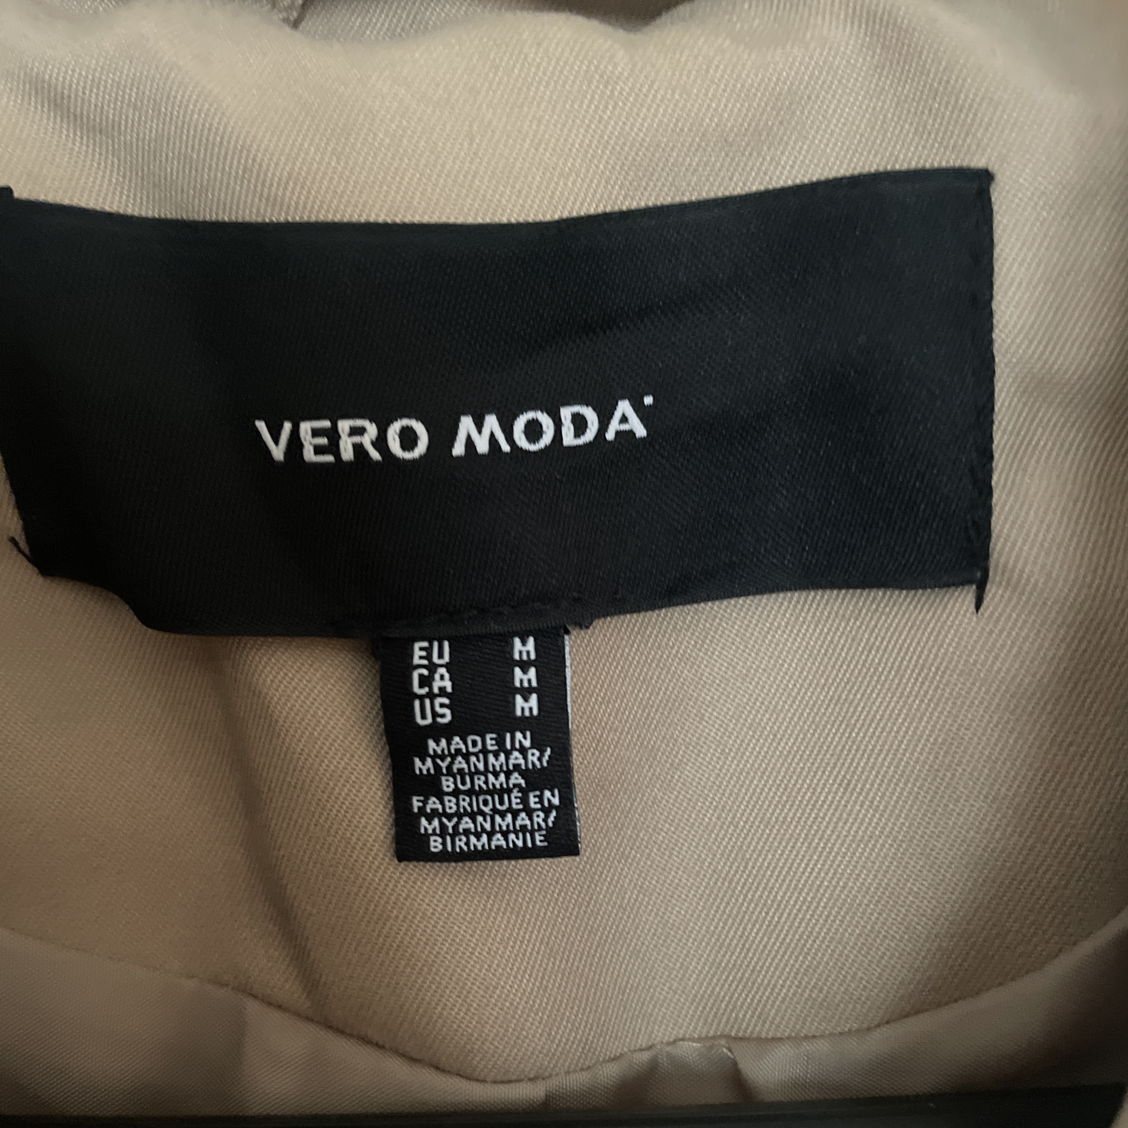 VERO MODA
EU M
CA M
US M
MADE IN
MYANMAR/
BURMA
FABRIQUÉ EN
MYANMAR/
BIRMANIE